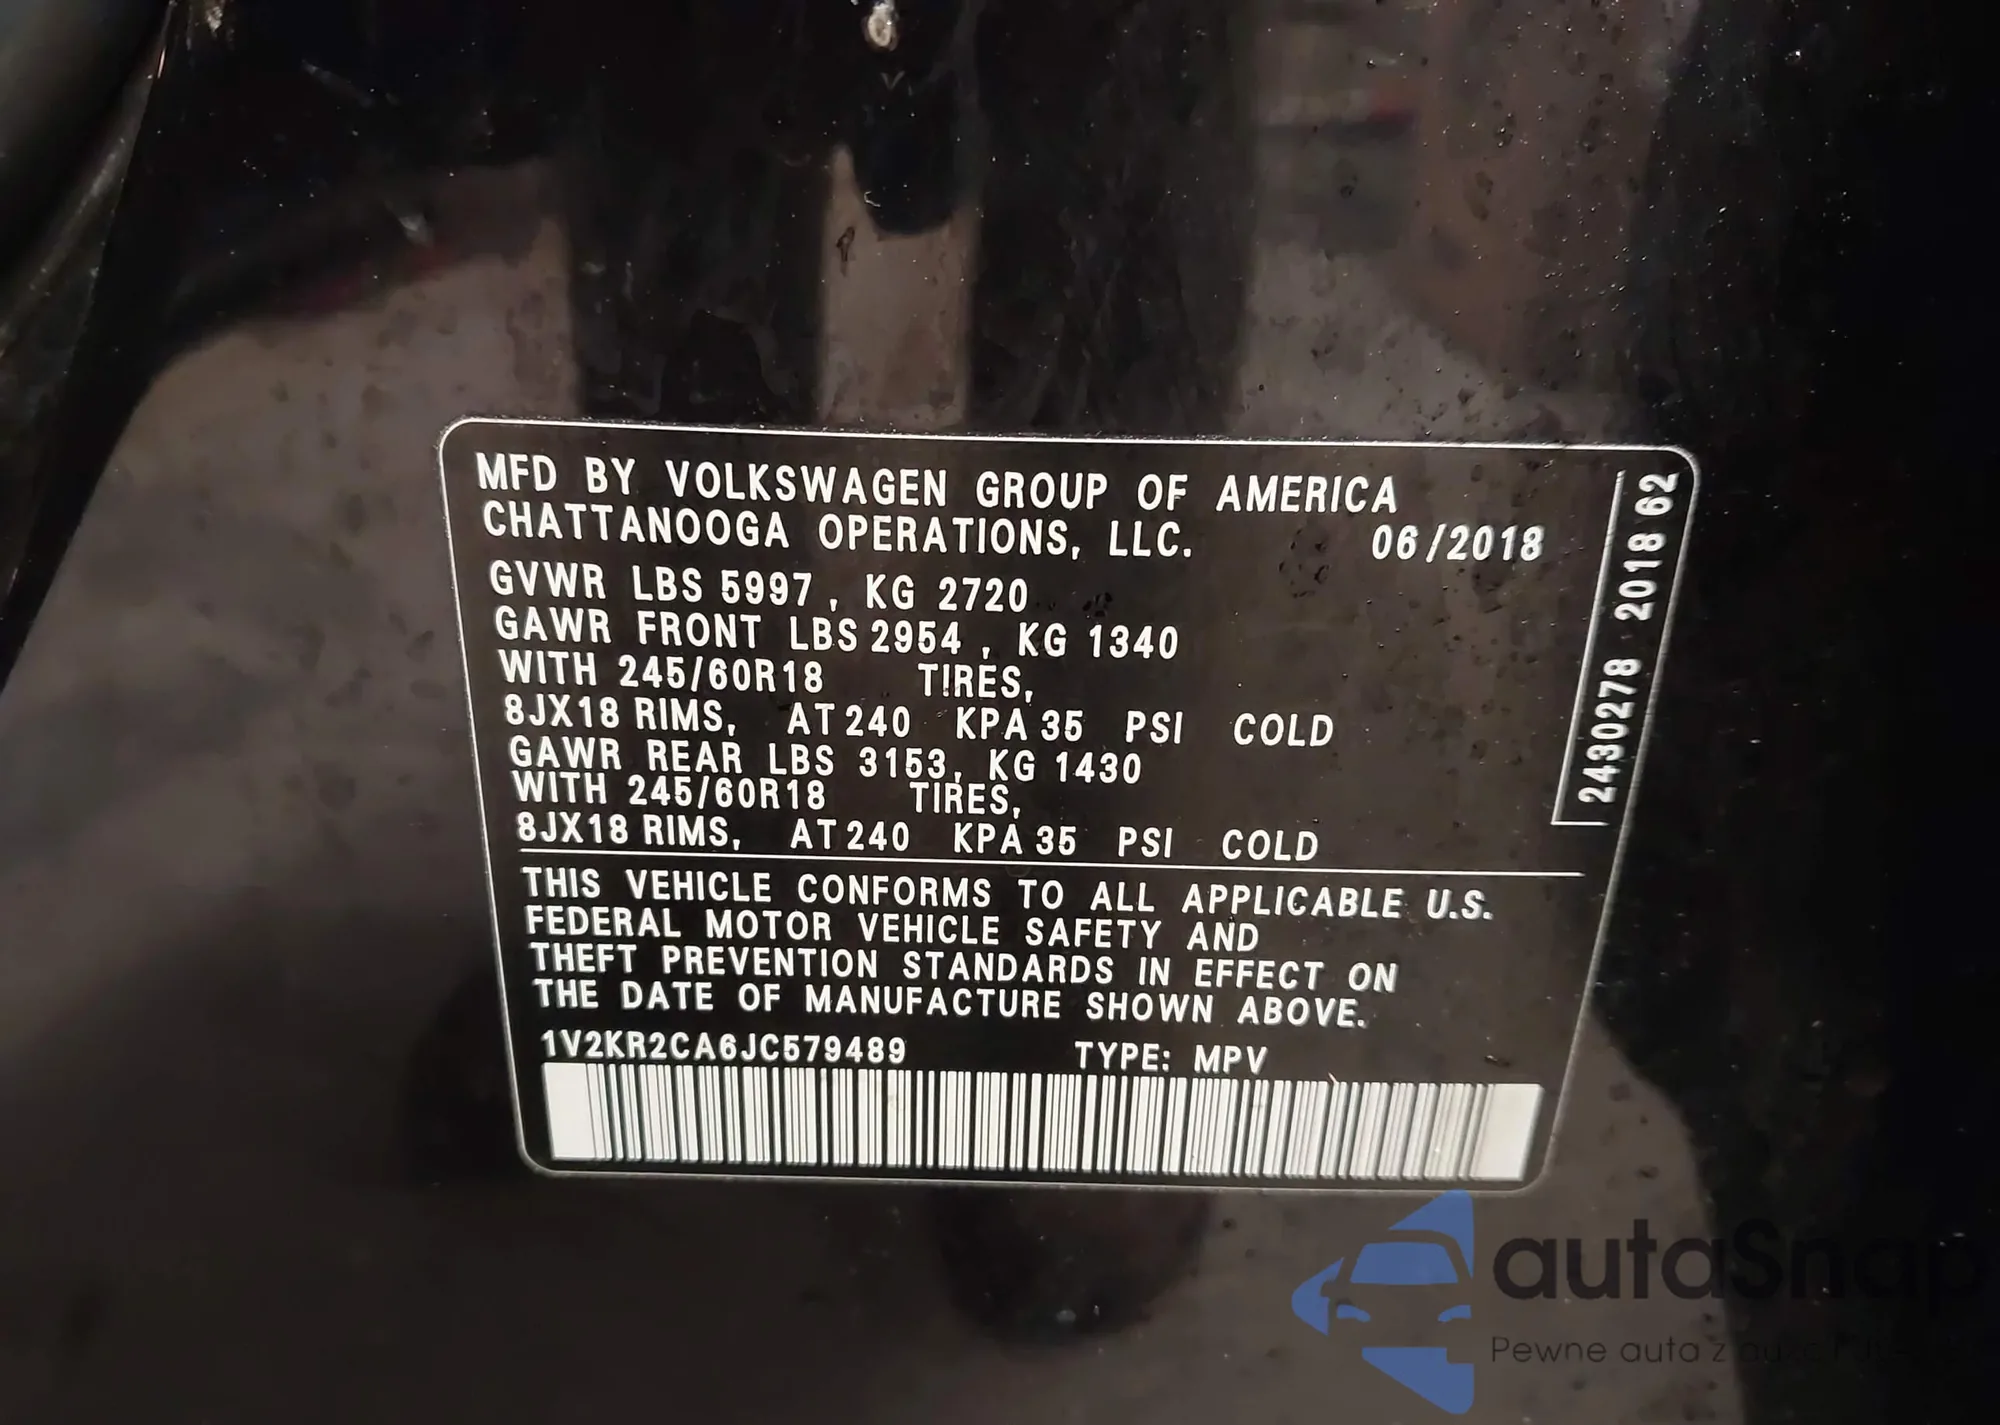 MFD BY VOLKSWAGEN GROUP OF AMERICA
CHATTANOOGA OPERATIONS, LLC. 06/2018
GVWR LBS 5997, KG 2720
GAWR FRONT LBS 2954, KG 1340
WITH 245/60R18 TIRES,
8JX18 RIMS, AT 240 KPA 35 PSI COLD
GAWR REAR LBS 3153, KG 1430
WITH 245/60R18 TIRES,
8JX18 RIMS, AT 240 KPA 35 PSI COLD
THIS VEHICLE CONFORMS TO ALL APPLICABLE U.S.
FEDERAL MOTOR VEHICLE SAFETY AND
THEFT PREVENTION STANDARDS IN EFFECT ON
THE DATE OF MANUFACTURE SHOWN ABOVE.
1V2KR2CA6JC579489 TYPE: MPV
2430278 2018 62
autaSnap
Pewne auta z